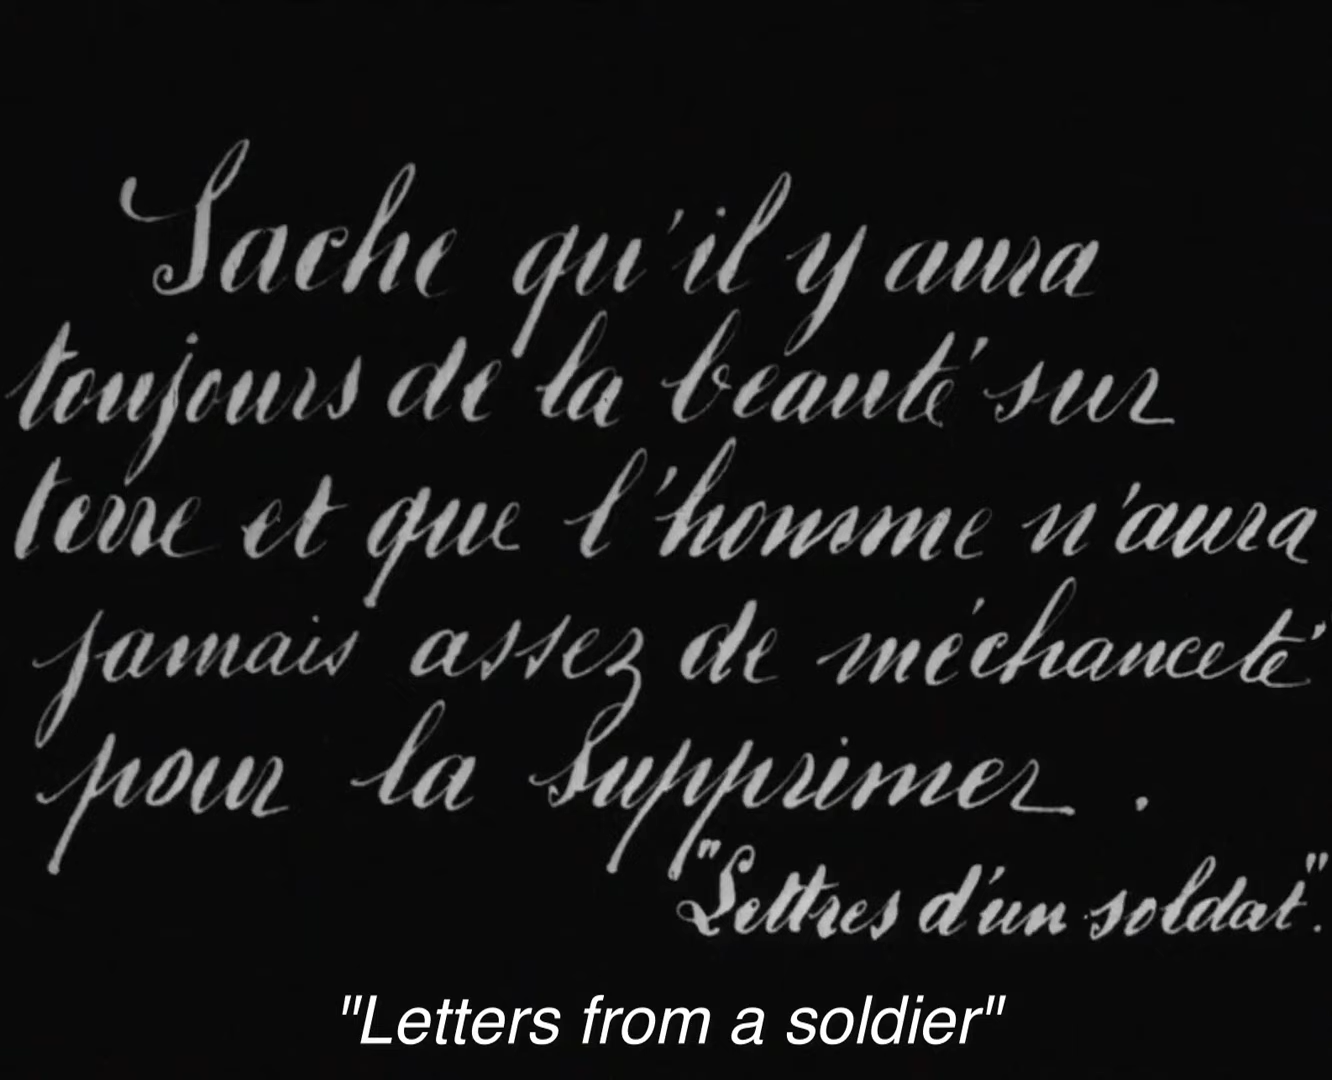 Sache qu'il y aura
toujours de la beauté sur
terre et que l'homme n'aura
jamais assez de méchanceté
pour la supprimer .
"Lettres d'un soldat".
"Letters from a soldier"